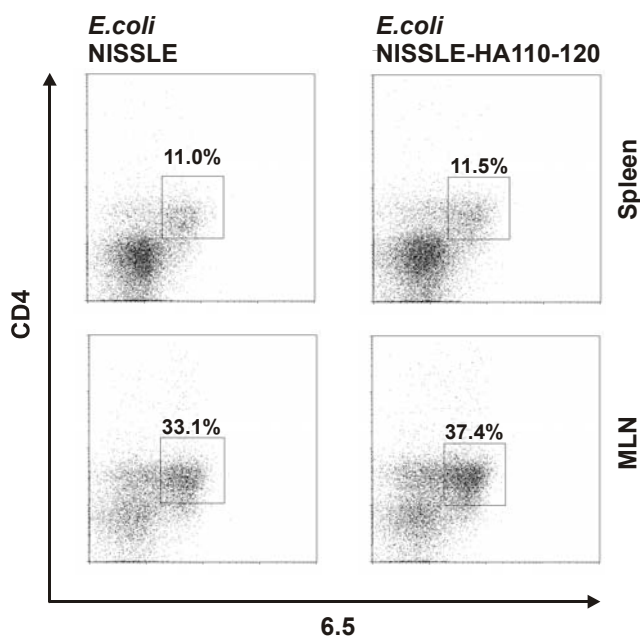 E.coli
NISSLE
E.coli
NISSLE-HA110-120
11.0%
11.5%
Spleen
CD4
33.1%
37.4%
MLN
6.5